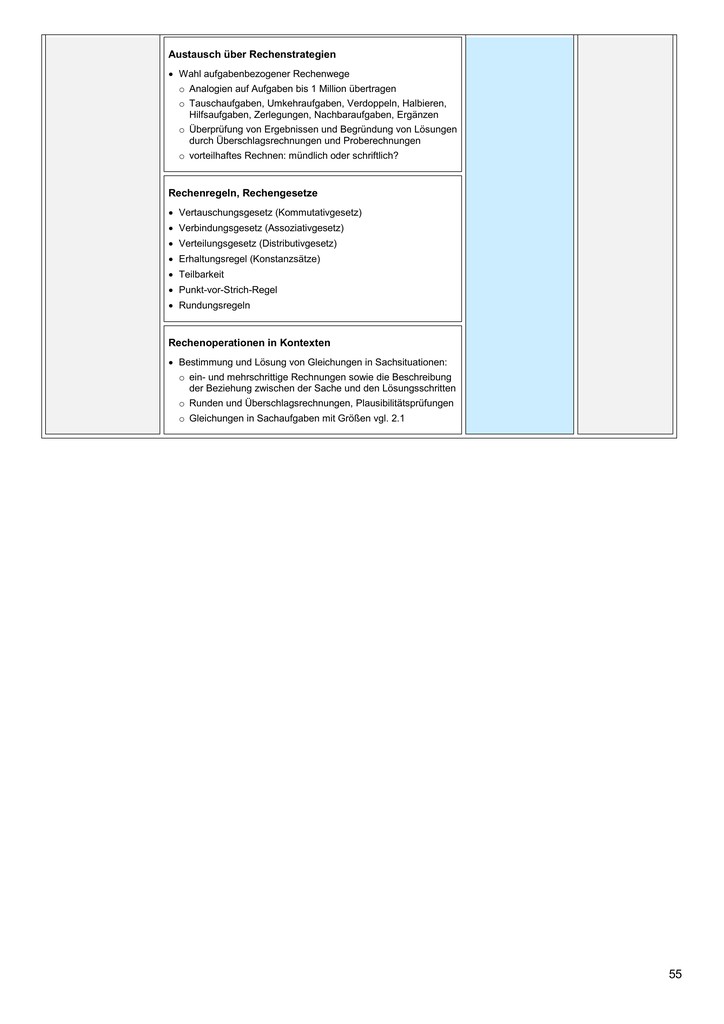 Austausch über Rechenstrategien
• Wahl aufgabenbezogener Rechenwege
o Analogien auf Aufgaben bis 1 Million übertragen
o Tauschaufgaben, Umkehraufgaben, Verdoppeln, Halbieren,
Hilfsaufgaben, Zerlegungen, Nachbaraufgaben, Ergänzen
o Überprüfung von Ergebnissen und Begründung von Lösungen
durch Überschlagsrechnungen und Proberechnungen
o vorteilhaftes Rechnen: mündlich oder schriftlich?
Rechenregeln, Rechengesetze
• Vertauschungsgesetz (Kommutativgesetz)
• Verbindungsgesetz (Assoziativgesetz)
• Verteilungsgesetz (Distributivgesetz)
• Erhaltungsregel (Konstanzsätze)
• Teilbarkeit
• Punkt-vor-Strich-Regel
• Rundungsregeln
Rechenoperationen in Kontexten
• Bestimmung und Lösung von Gleichungen in Sachsituationen:
o ein- und mehrschrittige Rechnungen sowie die Beschreibung
der Beziehung zwischen der Sache und den Lösungsschritten
o Runden und Überschlagsrechnungen, Plausibilitätsprüfungen
o Gleichungen in Sachaufgaben mit Größen vgl. 2.1
55